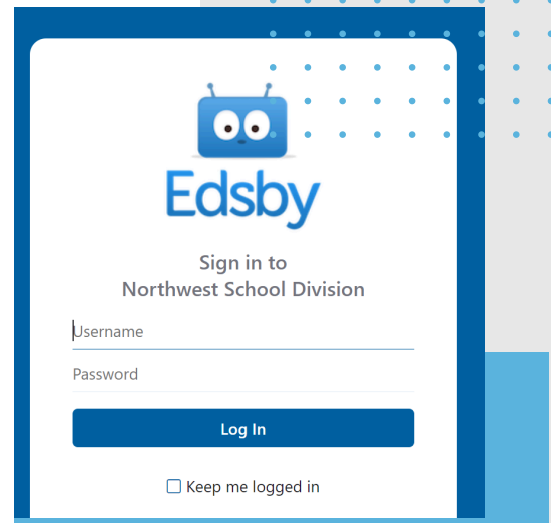 Edsby
Sign in to
Northwest School Division
Username
Password
Log In
Keep me logged in